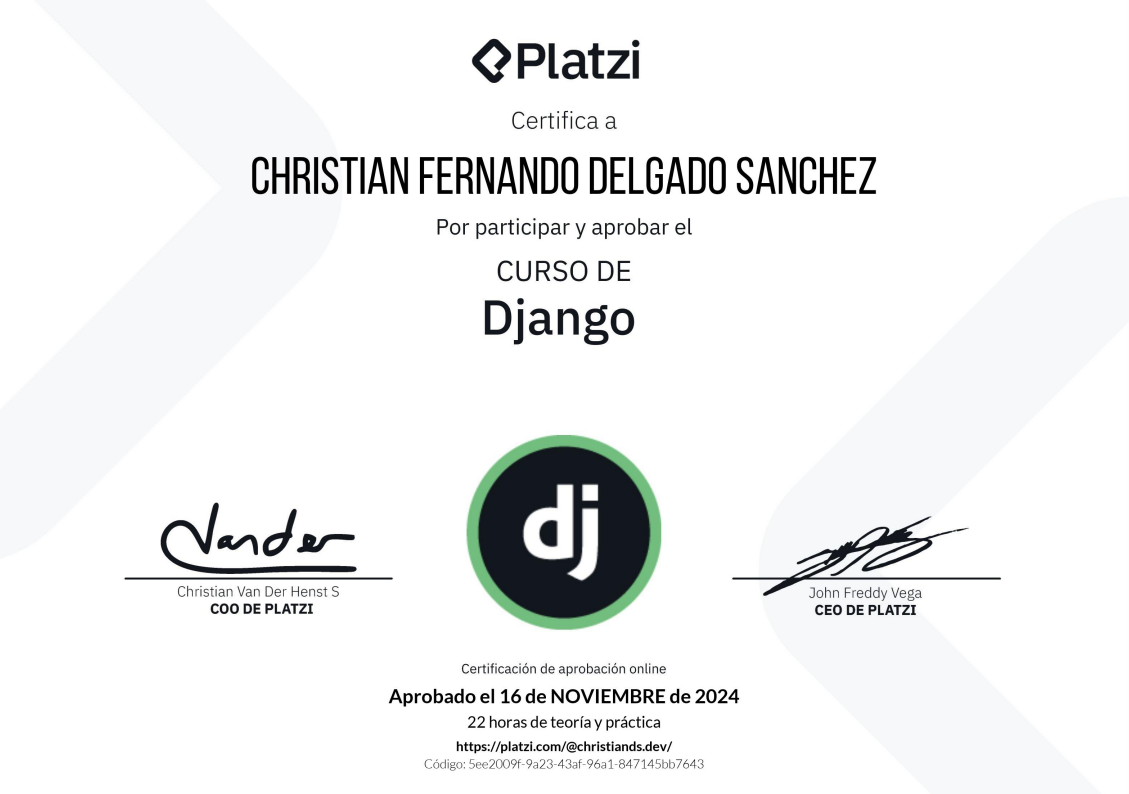 Platzi
Certifica a
CHRISTIAN FERNANDO DELGADO SANCHEZ
Por participar y aprobar el
CURSO DE
Django
dj
Vander
Christian Van Der Henst S
COO DE PLATZI
John Freddy Vega
CEO DE PLATZI
Certificación de aprobación online
Aprobado el 16 de NOVIEMBRE de 2024
22 horas de teoría y práctica
https://platzi.com/@christiands.dev/
Código: 5ee2009f-9a23-43af-96a1-847145bb7643